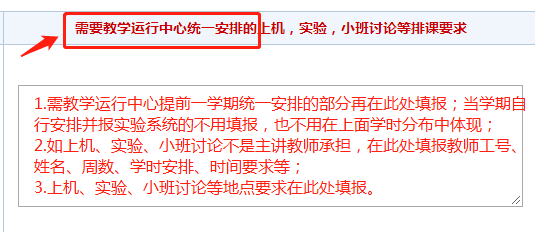 需要教学运行中心统一安排的上机，实验，小班讨论等排课要求
1.需教学运行中心提前一学期统一安排的部分再在此处填报；当学期自
行安排并报实验系统的不用填报，也不用在上面学时分布中体现；
2.如上机、实验、小班讨论不是主讲教师承担，在此处填报教师工号、
姓名、周数、学时安排、时间要求等；
3.上机、实验、小班讨论等地点要求在此处填报。